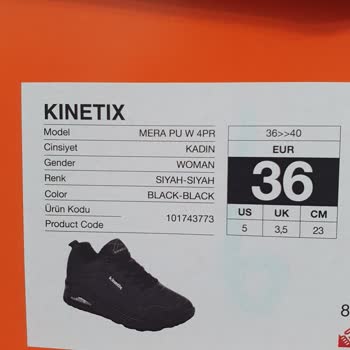 KINETIX
Model MERA PU W 4PR
Cinsiyet KADIN
Gender WOMAN
Renk SIYAH-SIYAH
Color BLACK-BLACK
Ürün Kodu
Product Code 101743773
36>>40
EUR
36
US UK CM
5 3,5 23
kinetix
8